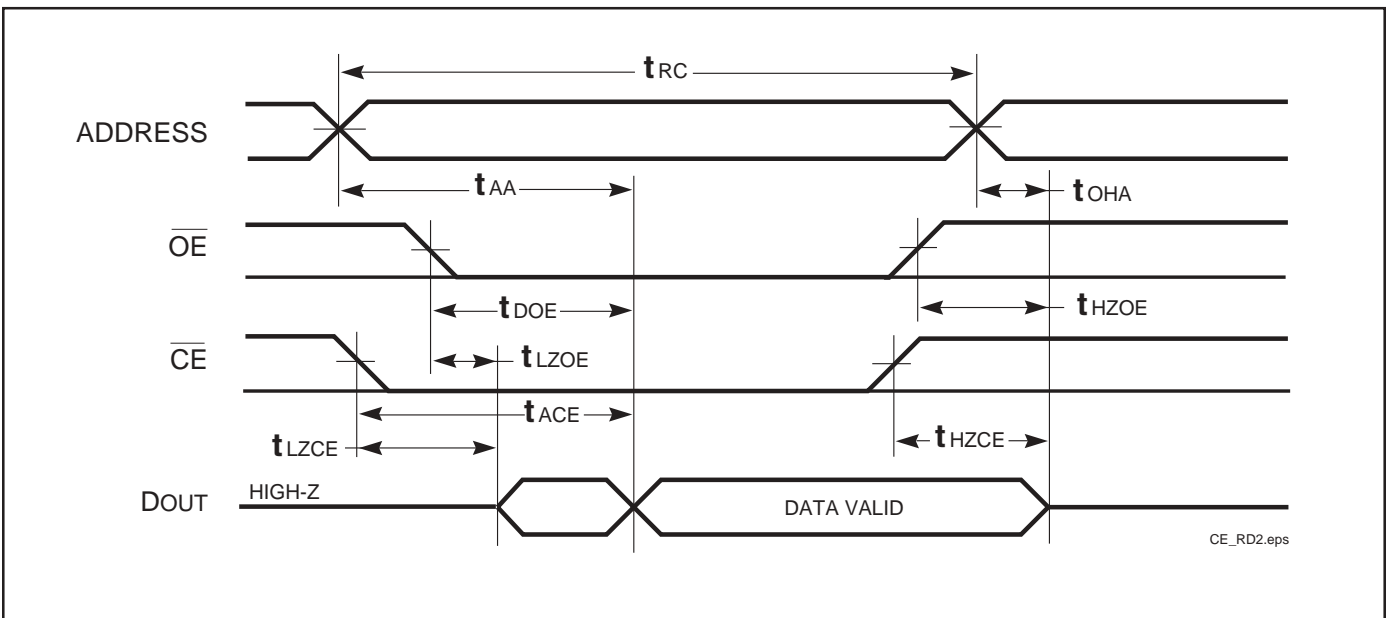 tRC
ADDRESS
tAA
tOHA
OE
tDOE
tHZOE
CE
tLZOE
tACE
tLZCE
tHZCE
DOUT
HIGH-Z
DATA VALID
CE_RD2.eps